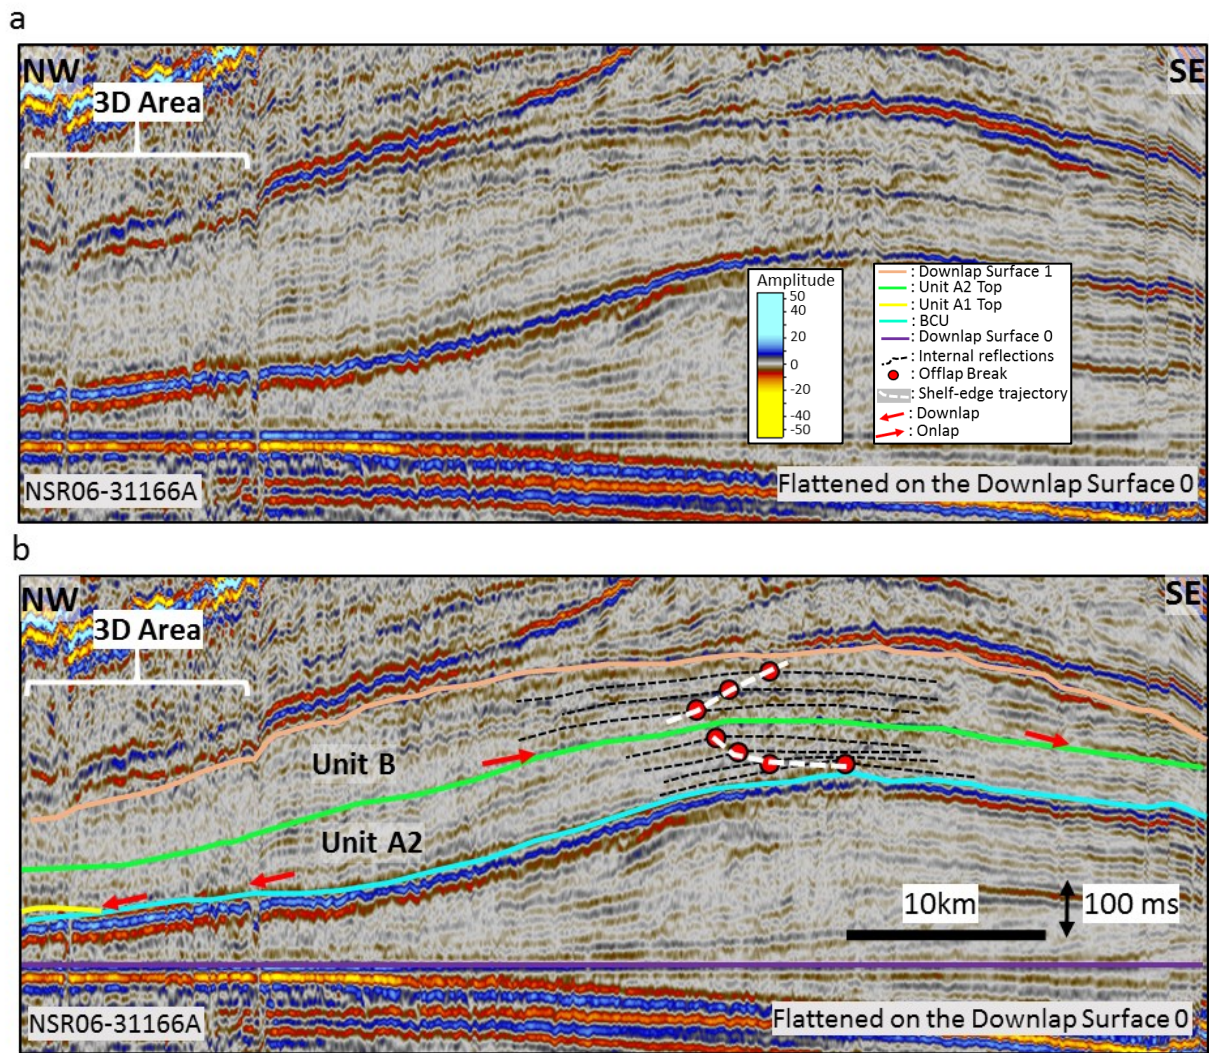 a
NW
SE
3D Area
Amplitude
50
40
20
0
-20
-40
-50
: Downlap Surface 1
: Unit A2 Top
: Unit A1 Top
: BCU
: Downlap Surface 0
: Internal reflections
: Offlap Break
: Shelf-edge trajectory
: Downlap
: Onlap
NSR06-31166A
Flattened on the Downlap Surface 0
b
NW
SE
3D Area
Unit B
Unit A2
10km
100 ms
NSR06-31166A
Flattened on the Downlap Surface 0